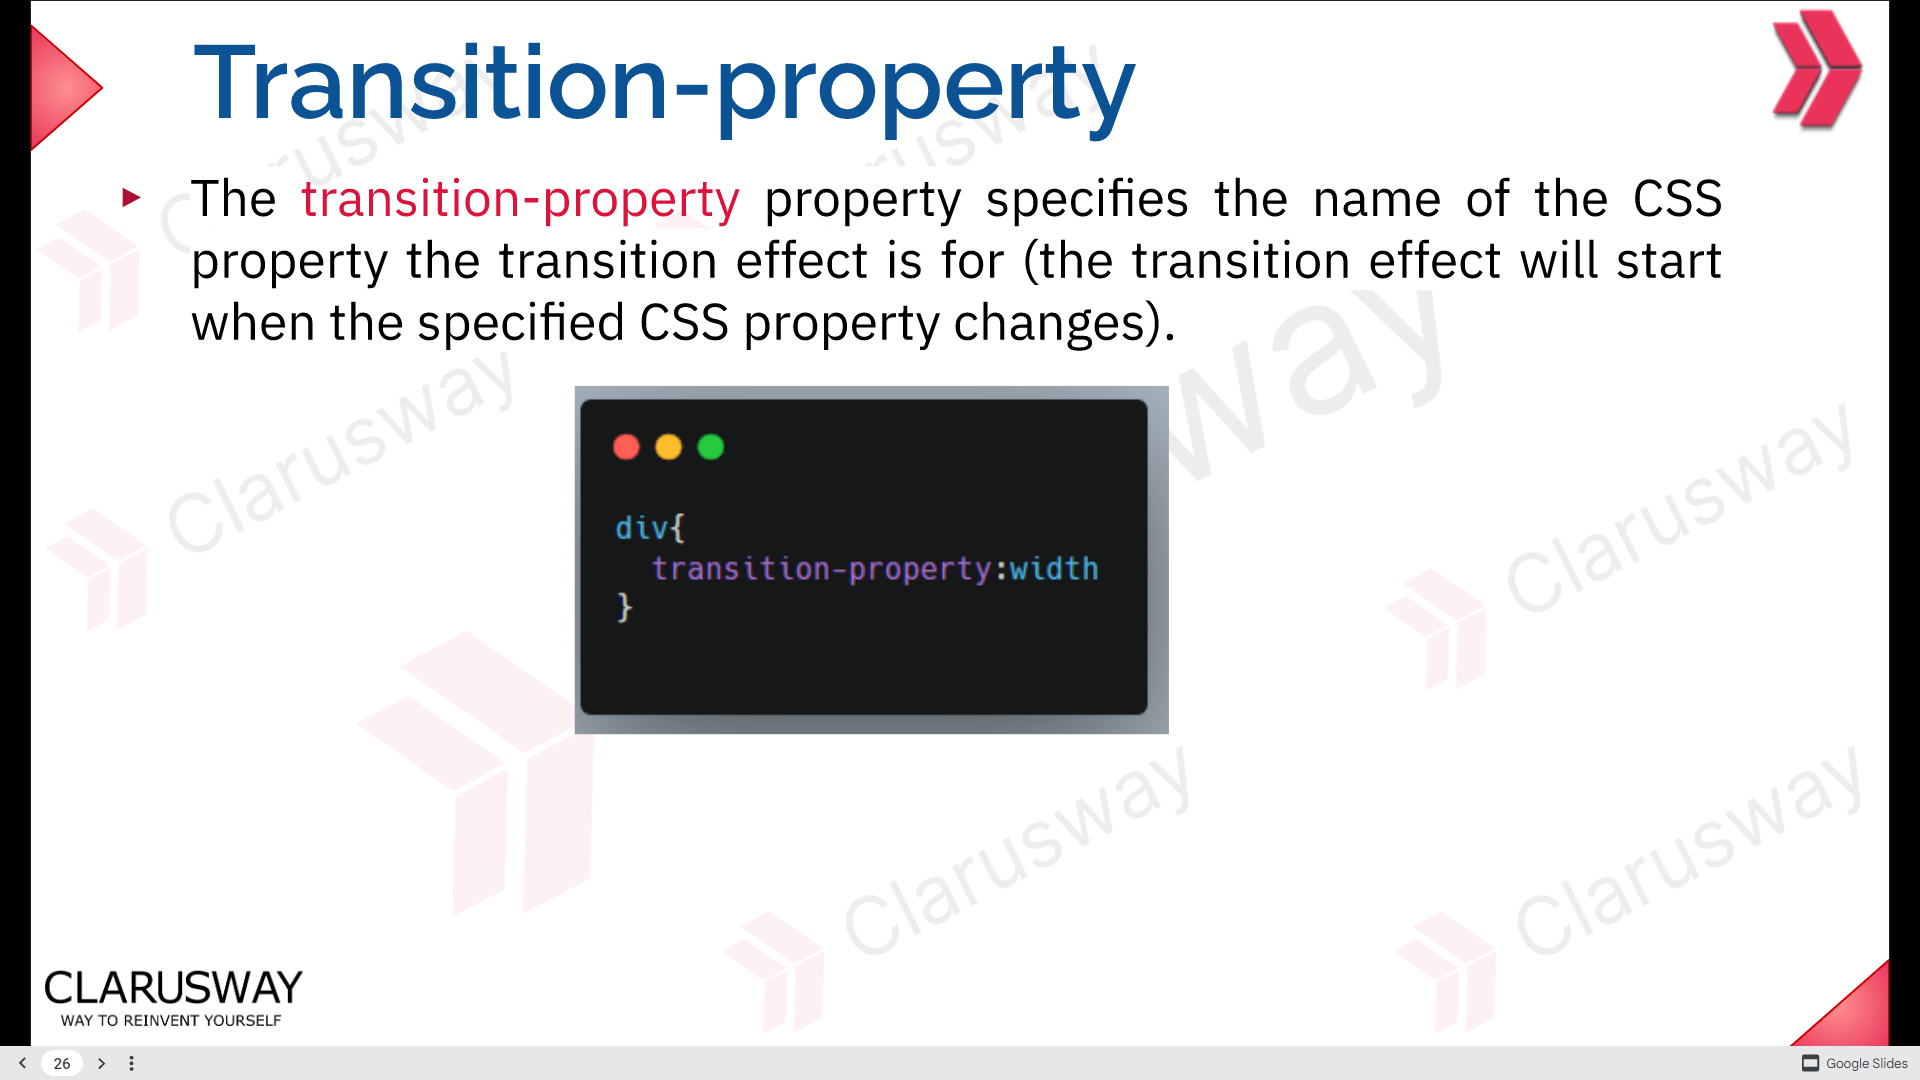 Transition-property
The transition-property property specifies the name of the CSS
property the transition effect is for (the transition effect will start
when the specified CSS property changes).
div{
transition-property:width
}
Clarusway
Clarusway
Clarusway
Clarusway
CLARUSWAY
WAY TO REINVENT YOURSELF
26
Google Slides